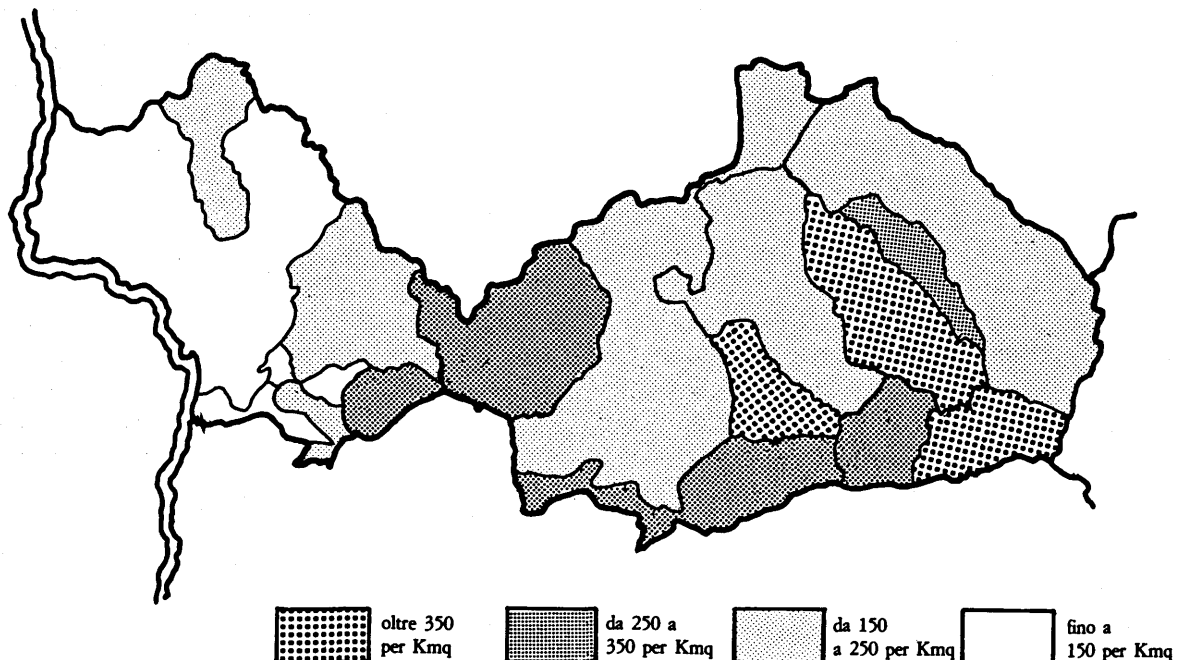 oltre 350
per Kmq
da 250 a
350 per Kmq
da 150
a 250 per Kmq
fino a
150 per Kmq